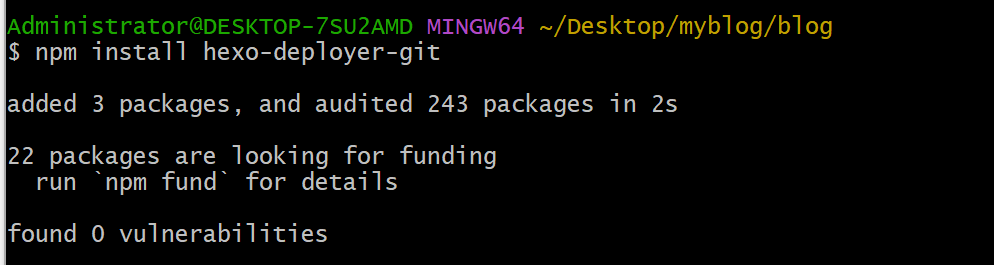 Administrator@DESKTOP-7SU2AMD MINGW64 ~/Desktop/myblog/blog
$ npm install hexo-deployer-git
added 3 packages, and audited 243 packages in 2s
22 packages are looking for funding
  run `npm fund` for details
found 0 vulnerabilities